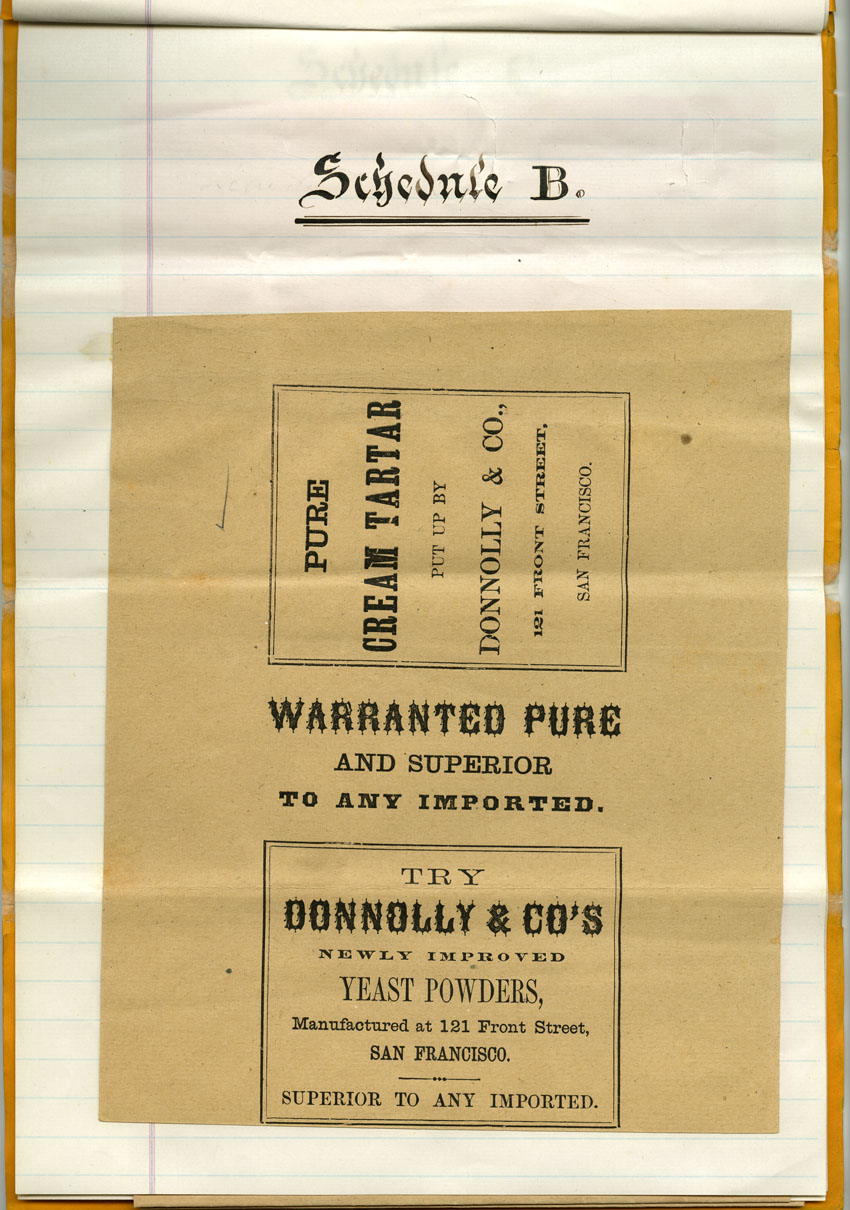 Schedule B.
PURE
CREAM TARTAR
PUT UP BY
DONNOLLY & CO.,
121 FRONT STREET,
SAN FRANCISCO.
WARRANTED PURE
AND SUPERIOR
TO ANY IMPORTED.
TRY
DONNOLLY & CO'S
NEWLY IMPROVED
YEAST POWDERS,
Manufactured at 121 Front Street,
SAN FRANCISCO.
SUPERIOR TO ANY IMPORTED.